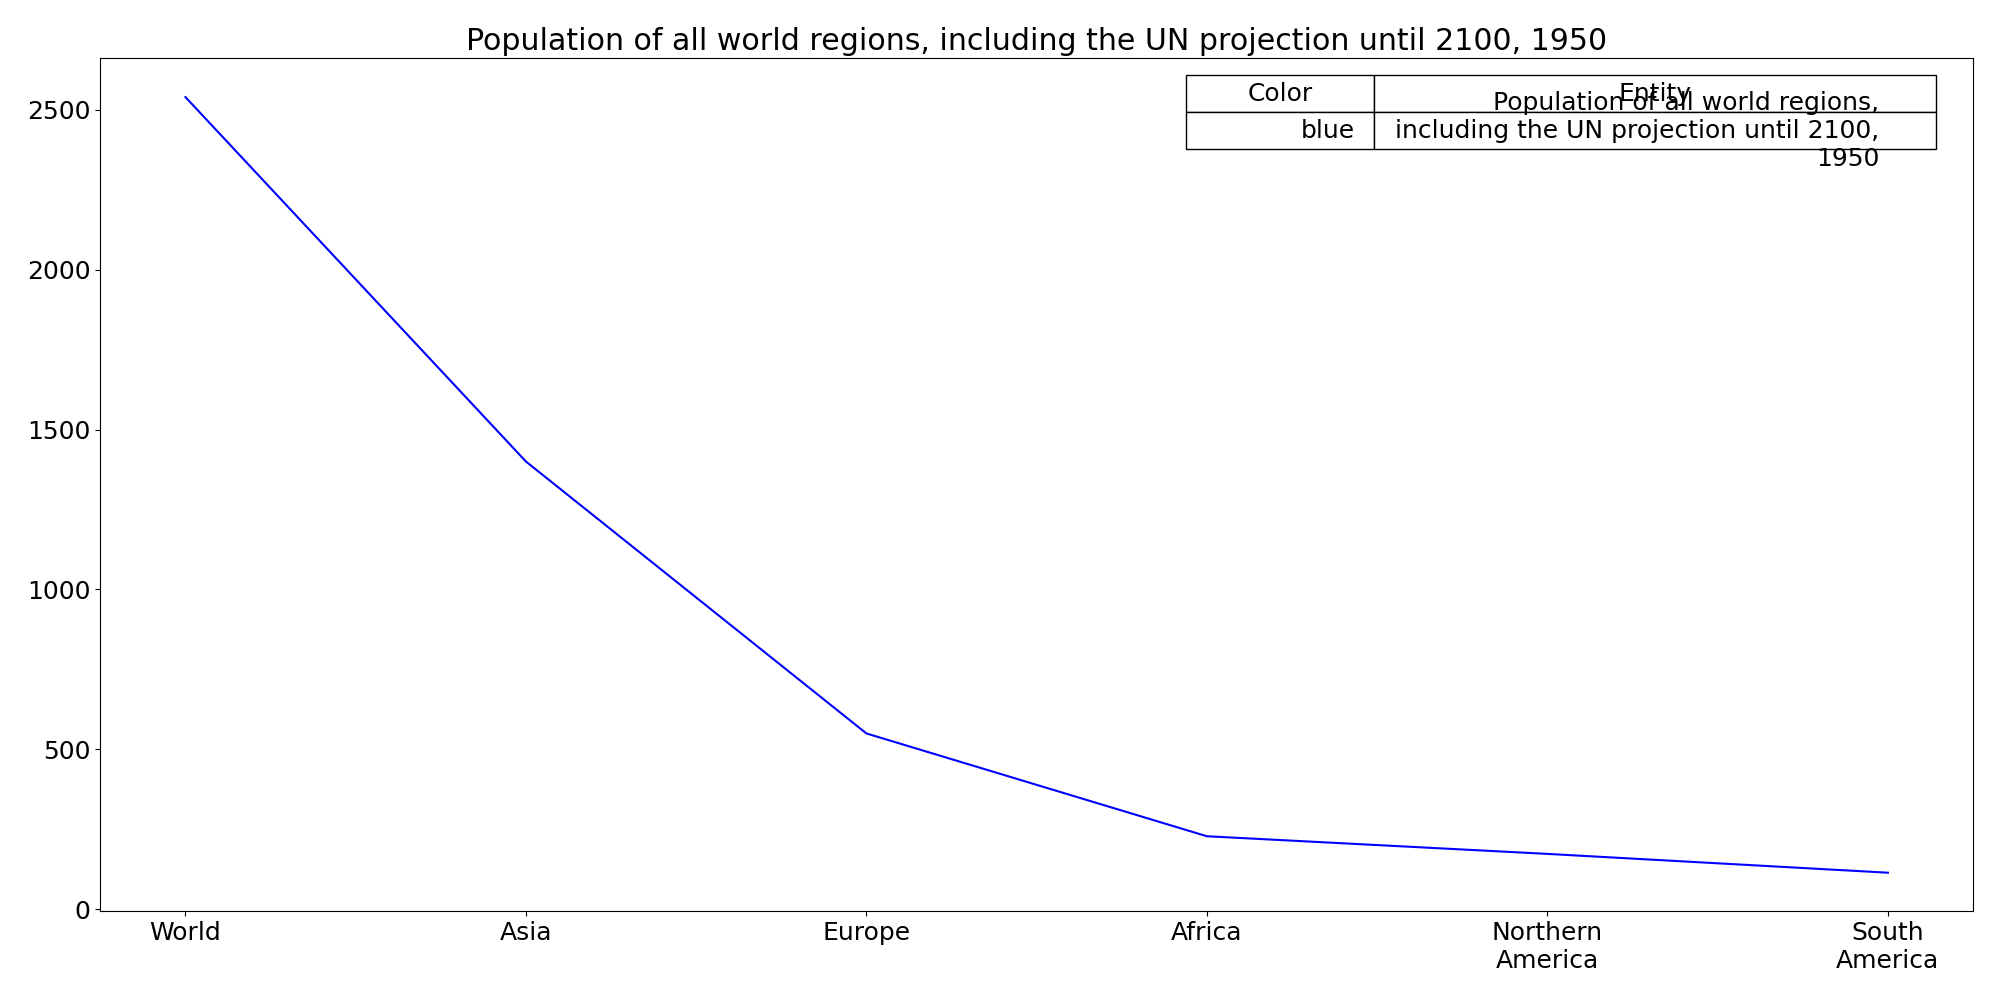 Population of all world regions, including the UN projection until 2100, 1950
Color Entity
blue Population of all world regions,
including the UN projection until 2100,
1950
2500
2000
1500
1000
500
0
World Asia Europe Africa Northern America South America